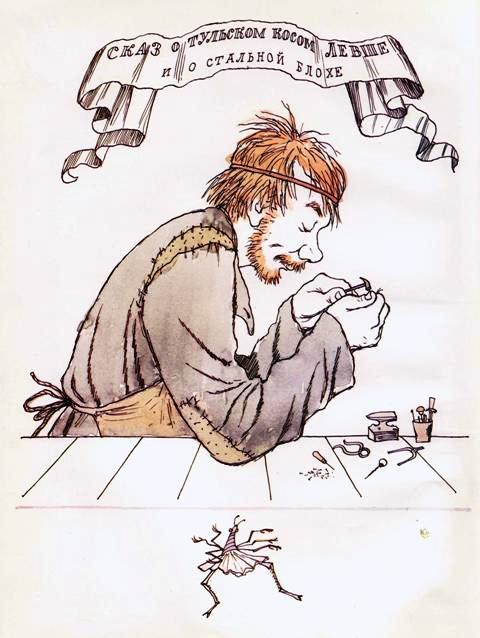 СКАЗ О ТУЛЬСКОМ КОСОМ ЛЕВШЕ
И О СТАЛЬНОЙ БЛОХЕ